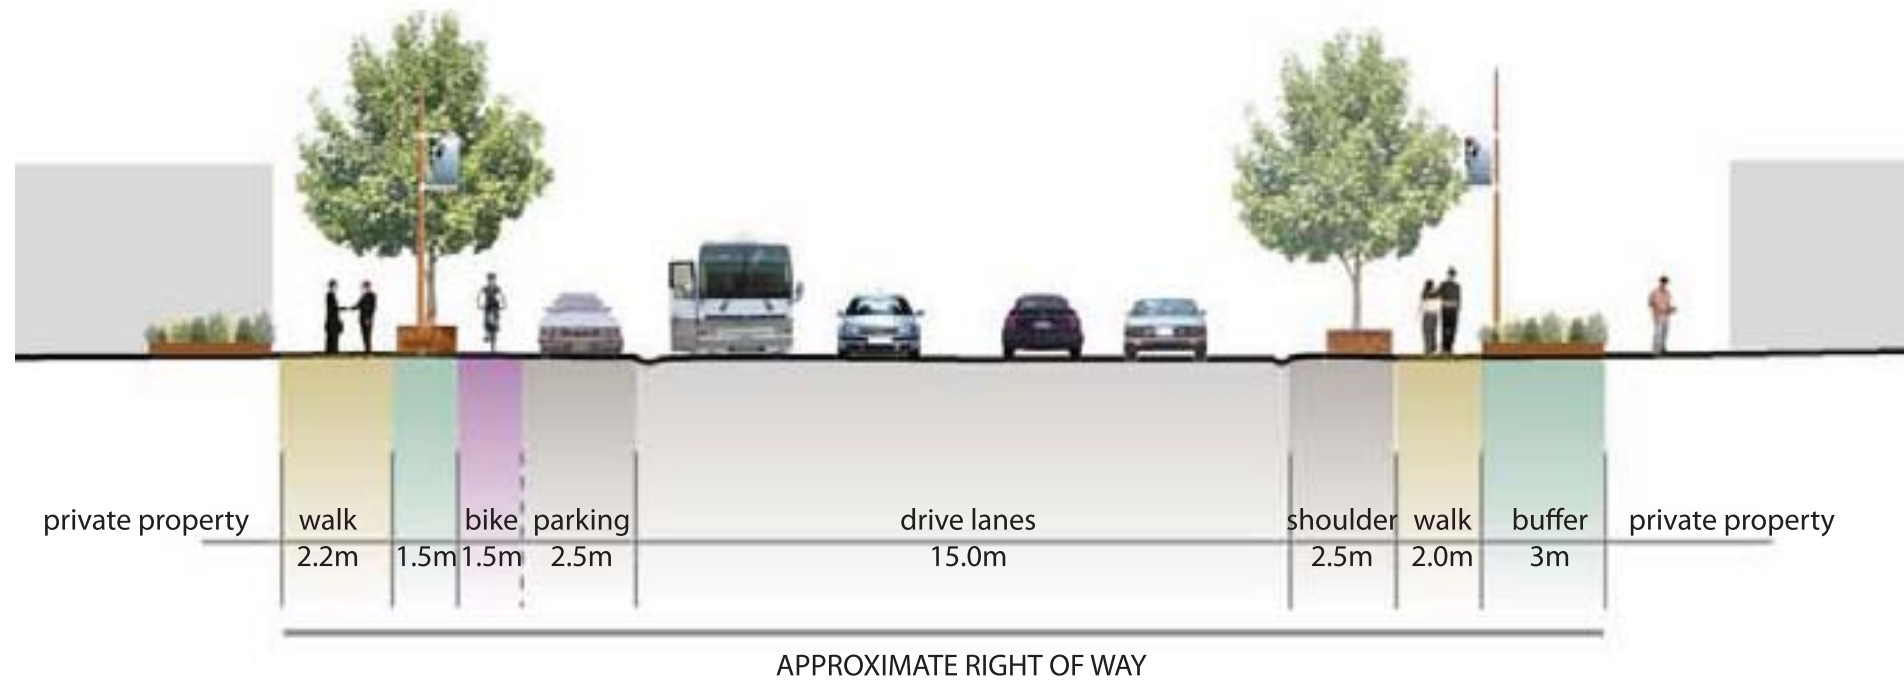 private property walk bike parking drive lanes shoulder walk buffer private property
2.2m 1.5m 1.5m 2.5m 15.0m 2.5m 2.0m 3m
APPROXIMATE RIGHT OF WAY